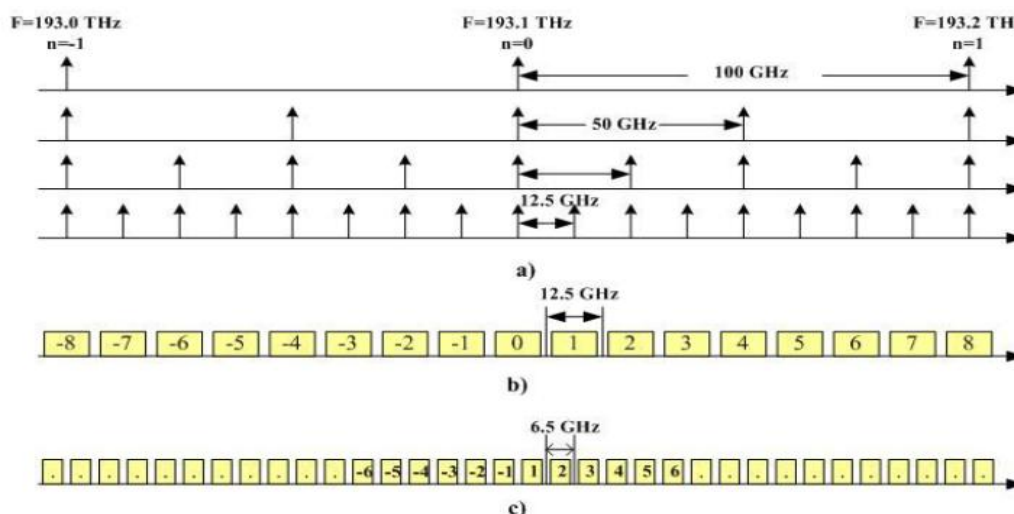 F=193.0 THz F=193.1 THz F=193.2 TH
n=-1 n=0 n=1
100 GHz
50 GHz
12.5 GHz
a)
12.5 GHz
-8 -7 -6 -5 -4 -3 -2 -1 0 1 2 3 4 5 6 7 8
b)
6.5 GHz
. . . . . . . . . . . -6 -5 -4 -3 -2 -1 1 2 3 4 5 6 . . . . . . . . . . .
c)